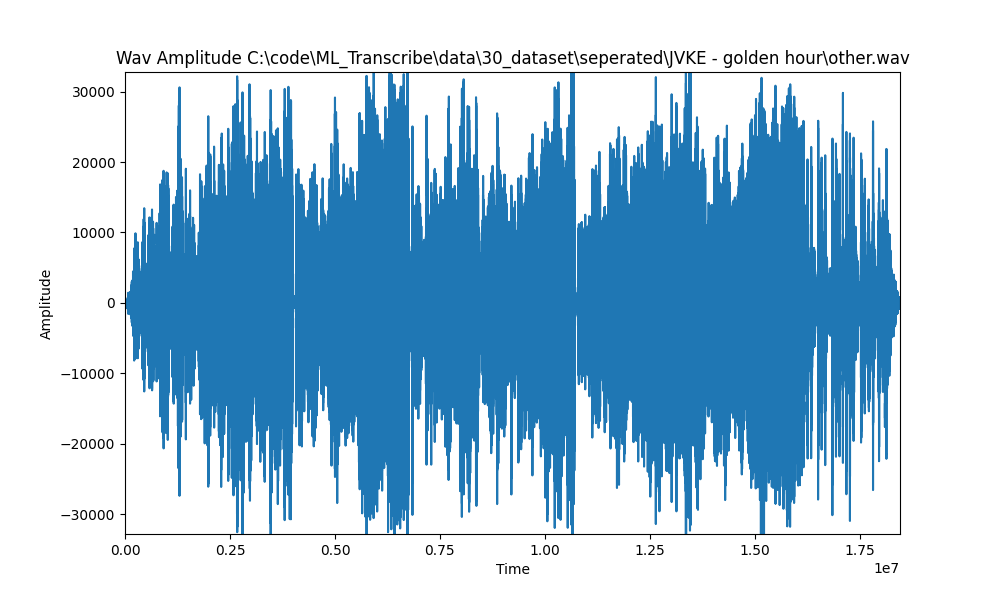 Wav Amplitude C:\code\ML_Transcribe\data\30_dataset\seperated\JVKE - golden hour\other.wav
30000
20000
10000
0
−10000
−20000
−30000
Amplitude
0.00 0.25 0.50 0.75 1.00 1.25 1.50 1.75
Time
1e7